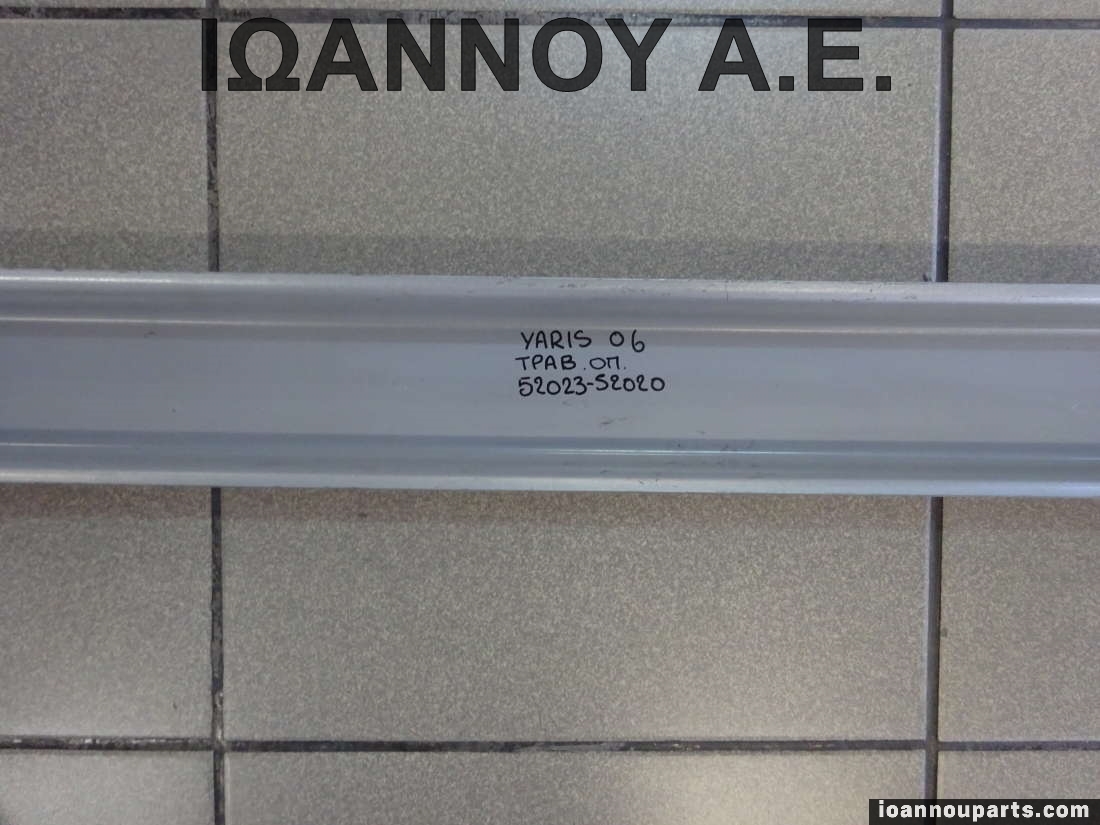 ΙΩΑΝΝΟΥ Α.Ε.
YARIS 06
ΤΡΑΒ. ΟΠ.
52023-52020
ioannouparts.com